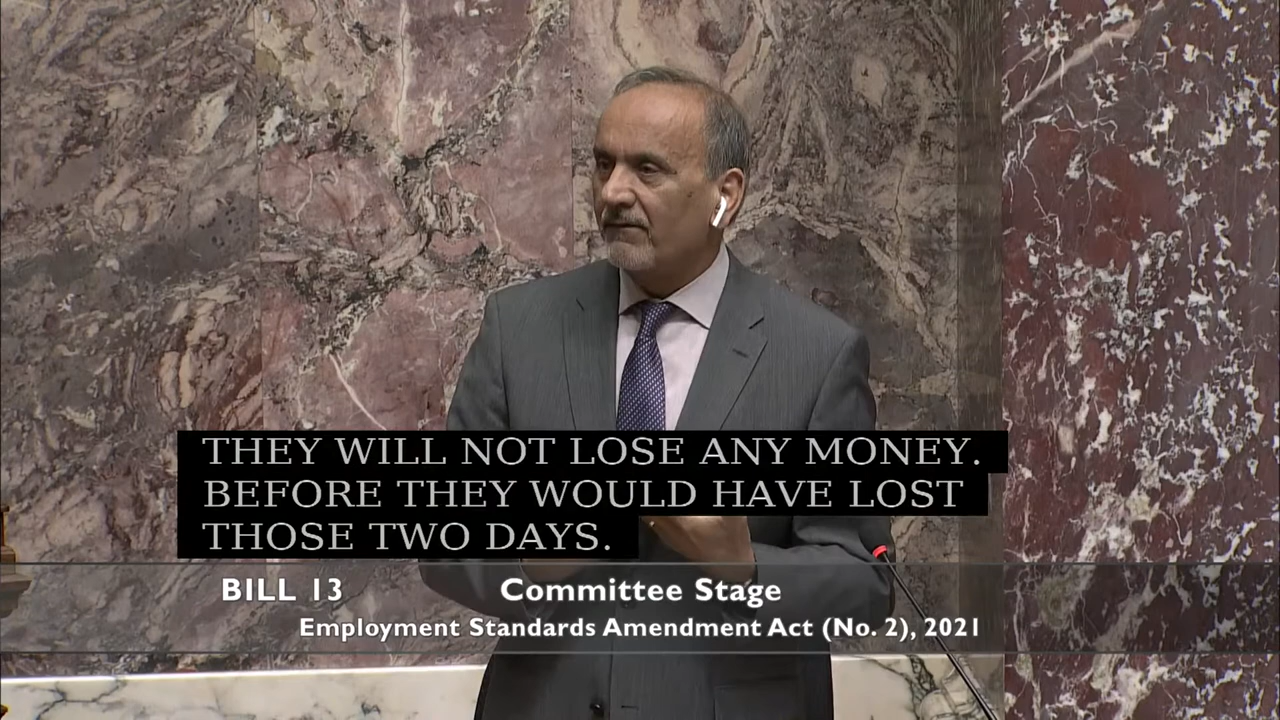 THEY WILL NOT LOSE ANY MONEY.
BEFORE THEY WOULD HAVE LOST
THOSE TWO DAYS.
BILL 13 Committee Stage
Employment Standards Amendment Act (No. 2), 2021